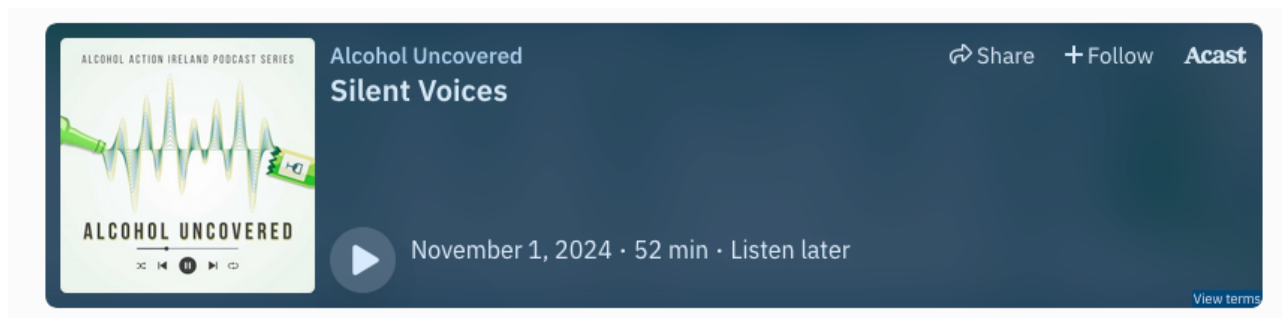 ALCOHOL ACTION IRELAND PODCAST SERIES
ALCOHOL UNCOVERED
Alcohol Uncovered
Silent Voices
Share
Follow
Acast
November 1, 2024 · 52 min · Listen later
View terms